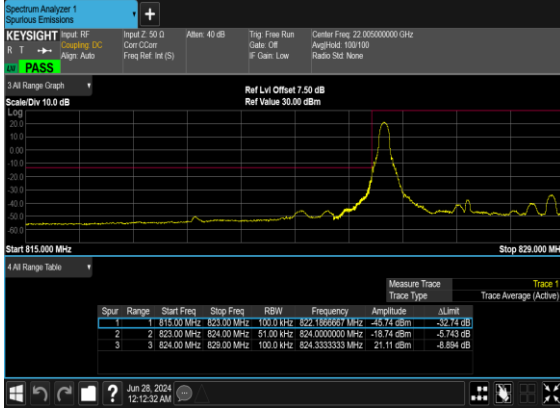 Spectrum Analyzer 1
Spurious Emissions
+
KEYSIGHT Input: RF Input Z: 50 Ω Atten: 40 dB Trig: Free Run Center Freq: 22.005000000 GHz
R T Coupling: DC Corr CCorr Gate: Off Avg|Hold: 100/100
Align: Auto Freq Ref: Int (S) IF Gain: Low Radio Std: None
PASS
3 All Range Graph
Ref Lvl Offset 7.50 dB
Scale/Div 10.0 dB Ref Value 30.00 dBm
Log
20.0
10.0
0.00
-10.0
-20.0
-30.0
-40.0
-50.0
-60.0
Start 815.000 MHz Stop 829.000 MH
4 All Range Table
Measure Trace Trace 1
Trace Type Trace Average (Active)
Spur Range Start Freq Stop Freq RBW Frequency Amplitude ΔLimit
1 1 815.00 MHz 823.00 MHz 100.0 kHz 822.1866667 MHz -45.74 dBm -32.74 dB
2 2 823.00 MHz 824.00 MHz 51.00 kHz 824.0000000 MHz -18.74 dBm -5.743 dB
3 3 824.00 MHz 829.00 MHz 100.0 kHz 824.3333333 MHz 21.11 dBm -8.894 dB
? Jun 28, 2024
12:12:32 AM